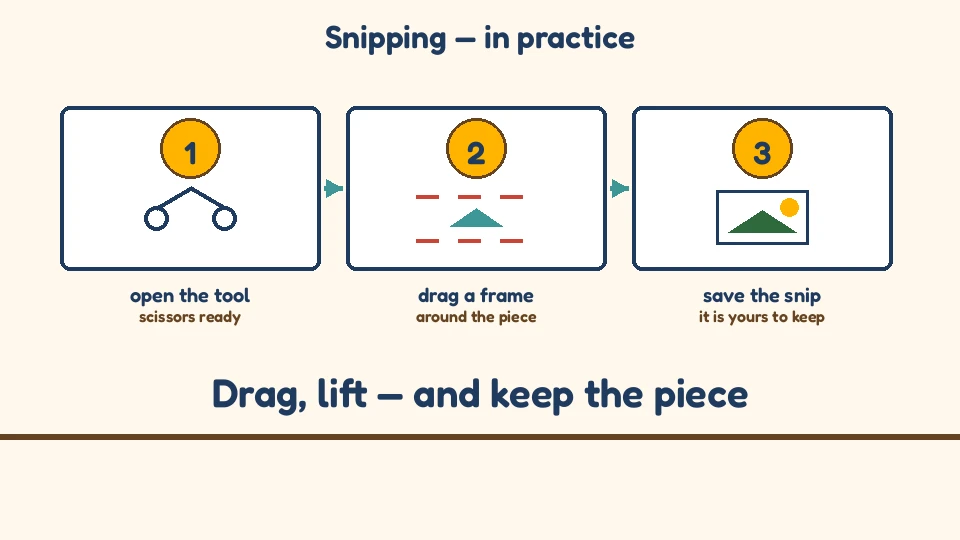 Snipping — in practice
1
2
3
open the tool
scissors ready
drag a frame
around the piece
save the snip
it is yours to keep
Drag, lift — and keep the piece